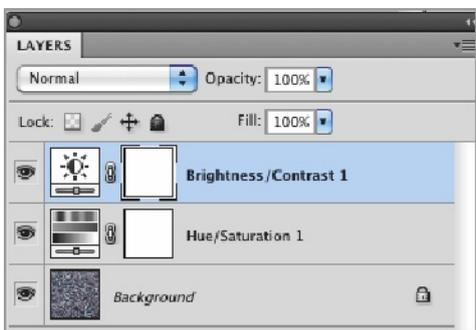 LAYERS
Normal Opacity: 100%
Lock: Fill: 100%
Brightness/Contrast 1
Hue/Saturation 1
Background